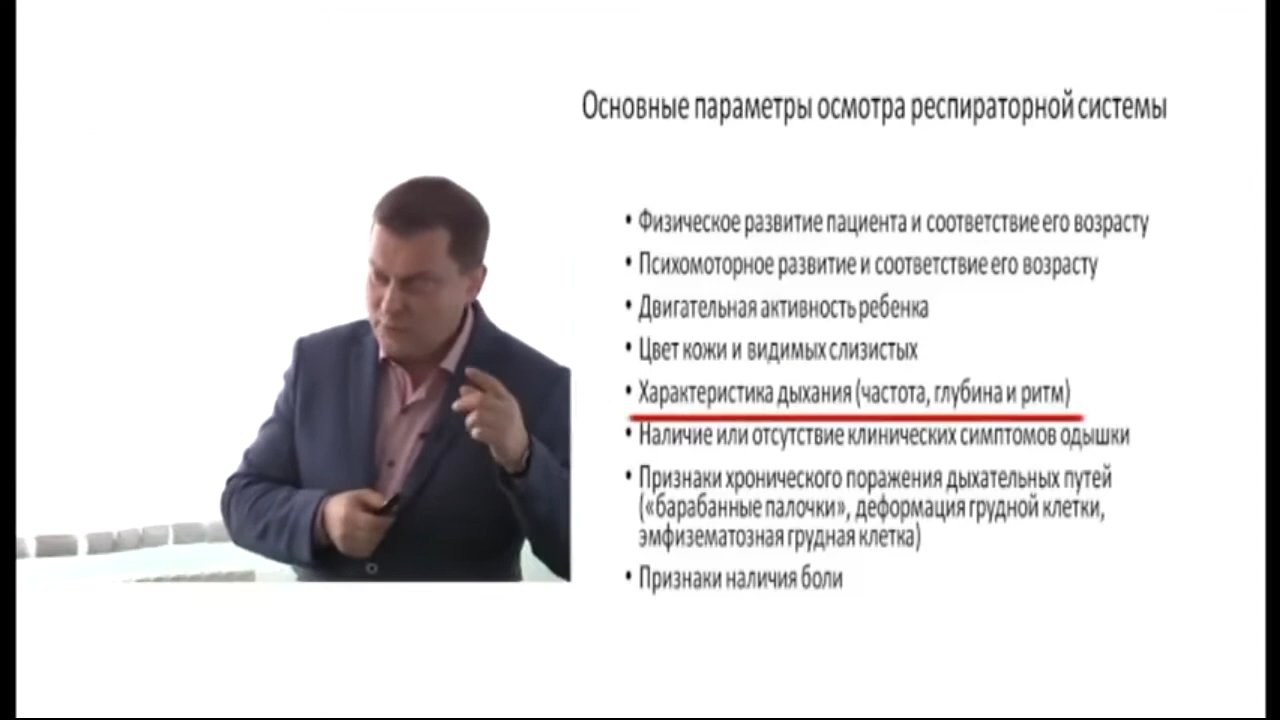 Основные параметры осмотра респираторной системы
• Физическое развитие пациента и соответствие его возрасту
• Психомоторное развитие и соответствие его возрасту
• Двигательная активность ребенка
• Цвет кожи и видимых слизистых
• Характеристика дыхания (частота, глубина и ритм)
• Наличие или отсутствие клинических симптомов одышки
• Признаки хронического поражения дыхательных путей
(«барабанные палочки», деформация грудной клетки,
эмфизематозная грудная клетка)
• Признаки наличия боли